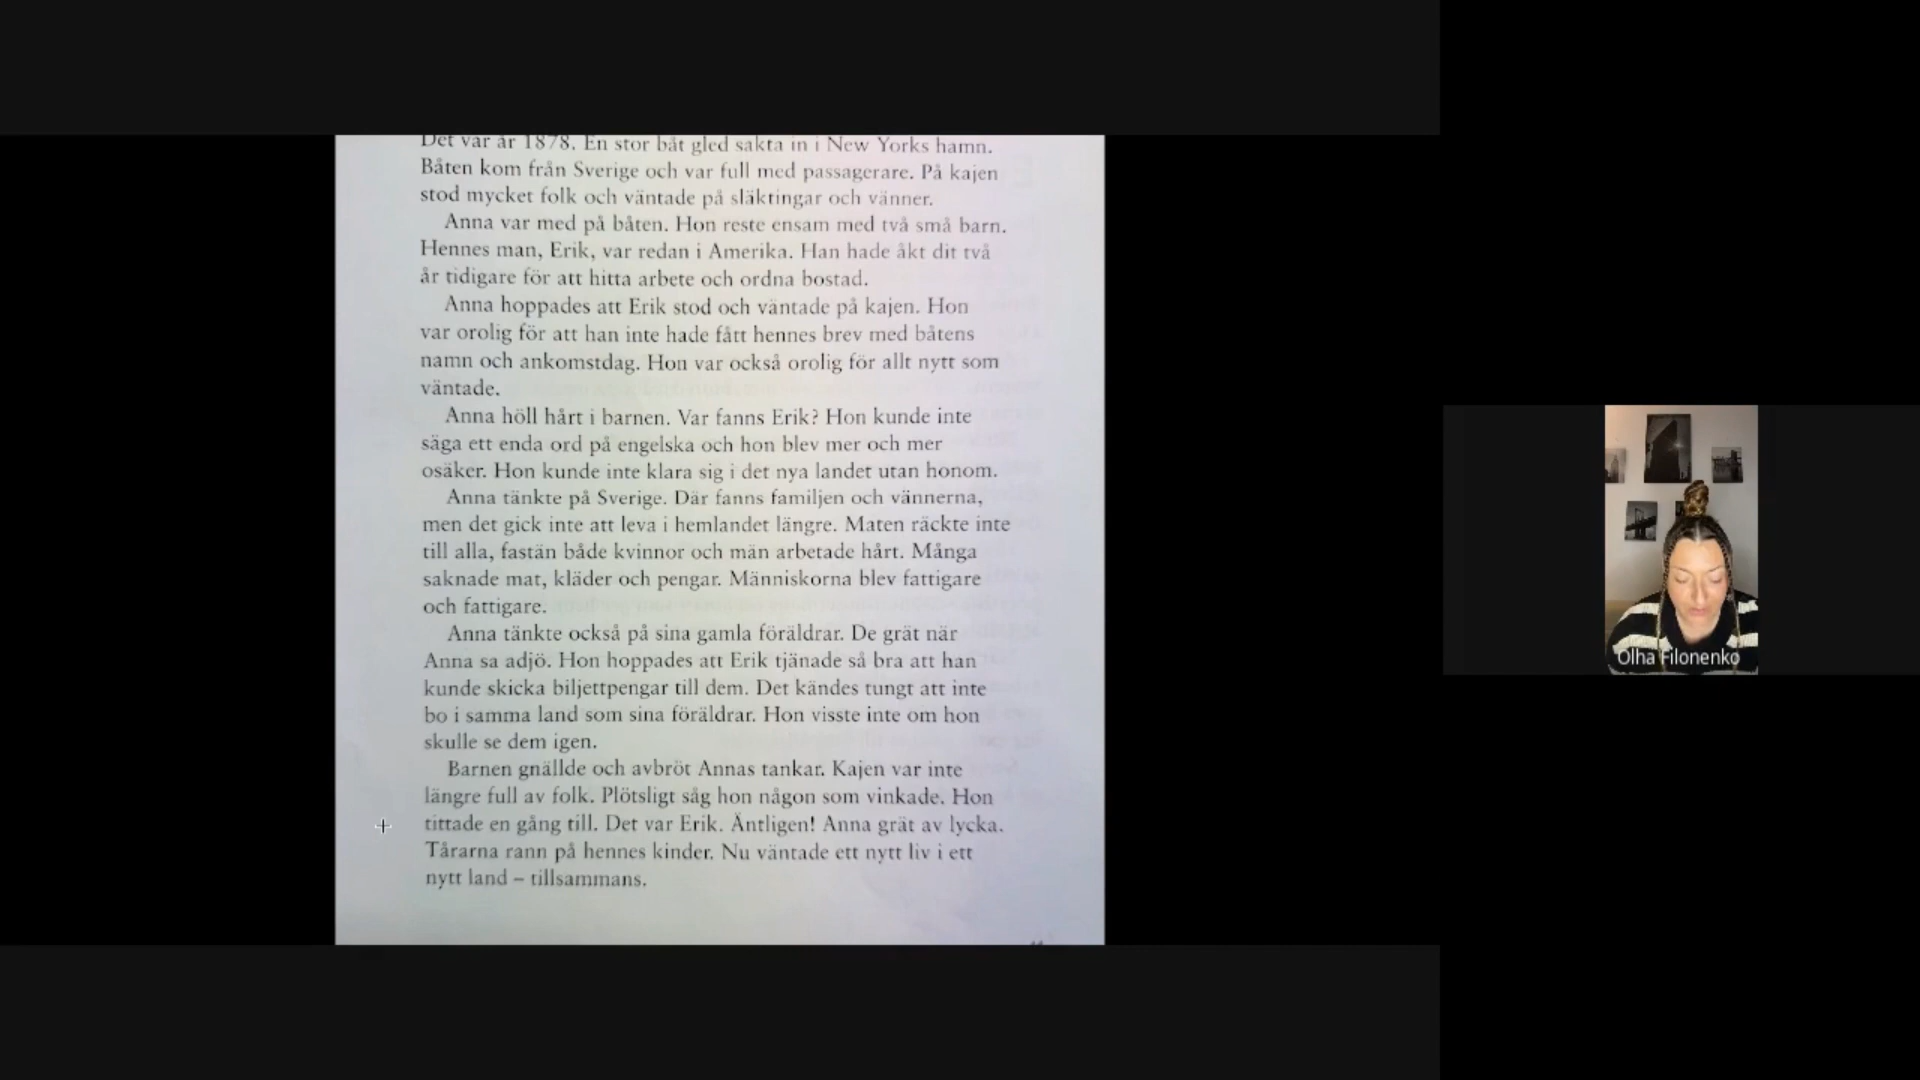 Det var år 1878. En stor båt gled sakta in i New Yorks hamn.
Båten kom från Sverige och var full med passagerare. På kajen
stod mycket folk och väntade på släktingar och vänner.
Anna var med på båten. Hon reste ensam med två små barn.
Hennes man, Erik, var redan i Amerika. Han hade åkt dit två
år tidigare för att hitta arbete och ordna bostad.
Anna hoppades att Erik stod och väntade på kajen. Hon
var orolig för att han inte hade fått hennes brev med båtens
namn och ankomstdag. Hon var också orolig för allt nytt som
väntade.
Anna höll hårt i barnen. Var fanns Erik? Hon kunde inte
säga ett enda ord på engelska och hon blev mer och mer
osäker. Hon kunde inte klara sig i det nya landet utan honom.
Anna tänkte på Sverige. Där fanns familjen och vännerna,
men det gick inte att leva i hemlandet längre. Maten räckte inte
till alla, fastän både kvinnor och män arbetade hårt. Många
saknade mat, kläder och pengar. Människorna blev fattigare
och fattigare.
Anna tänkte också på sina gamla föräldrar. De grät när
Anna sa adjö. Hon hoppades att Erik tjänade så bra att han
kunde skicka biljettpengar till dem. Det kändes tungt att inte
bo i samma land som sina föräldrar. Hon visste inte om hon
skulle se dem igen.
Barnen gnällde och avbröt Annas tankar. Kajen var inte
längre full av folk. Plötsligt såg hon någon som vinkade. Hon
tittade en gång till. Det var Erik. Äntligen! Anna grät av lycka.
Tårarna rann på hennes kinder. Nu väntade ett nytt liv i ett
nytt land – tillsammans.
Olha Filonenko